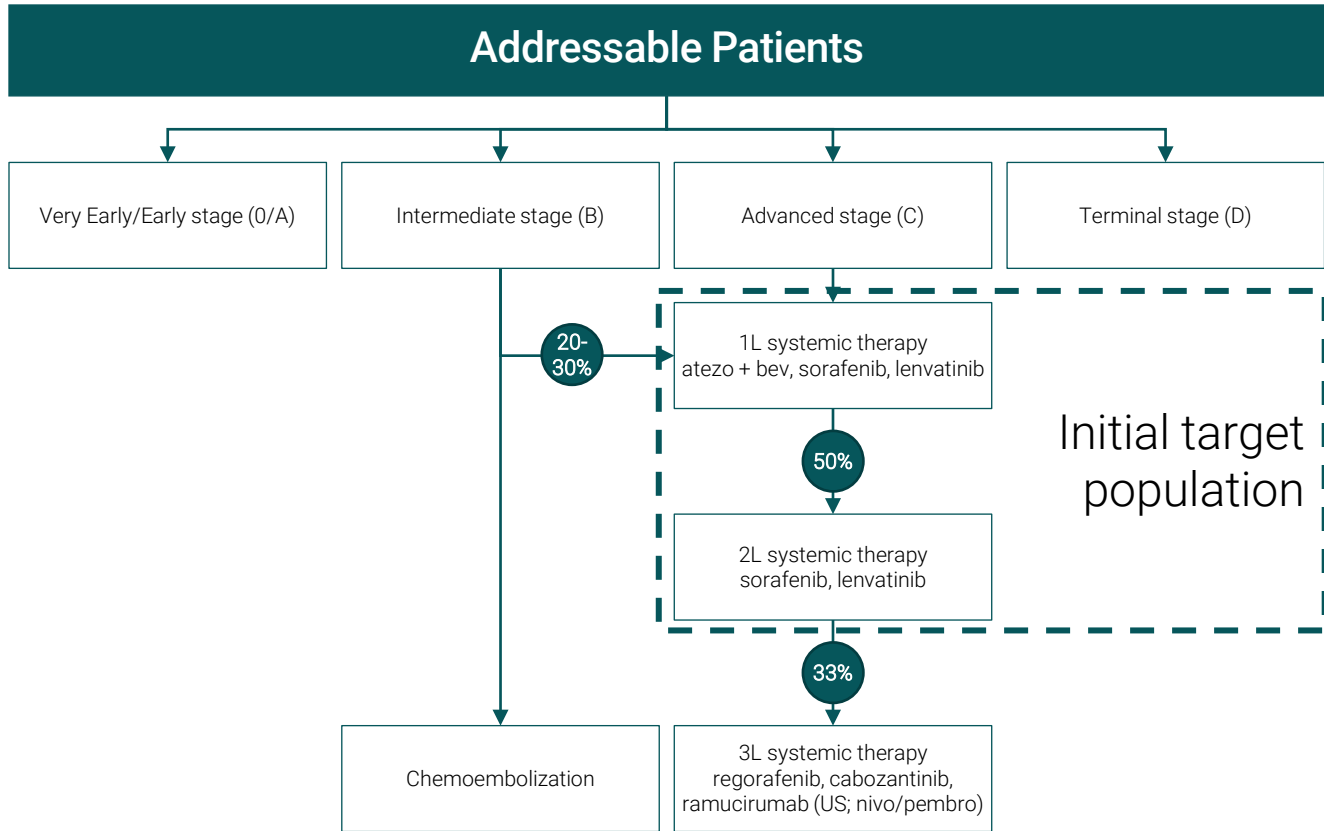 Addressable Patients
Very Early/Early stage (0/A)
Intermediate stage (B)
Advanced stage (C)
Terminal stage (D)
20-
30%
1L systemic therapy
atezo + bev, sorafenib, lenvatinib
50%
Initial target
population
2L systemic therapy
sorafenib, lenvatinib
33%
Chemoembolization
3L systemic therapy
regorafenib, cabozantinib,
ramucirumab (US; nivo/pembro)